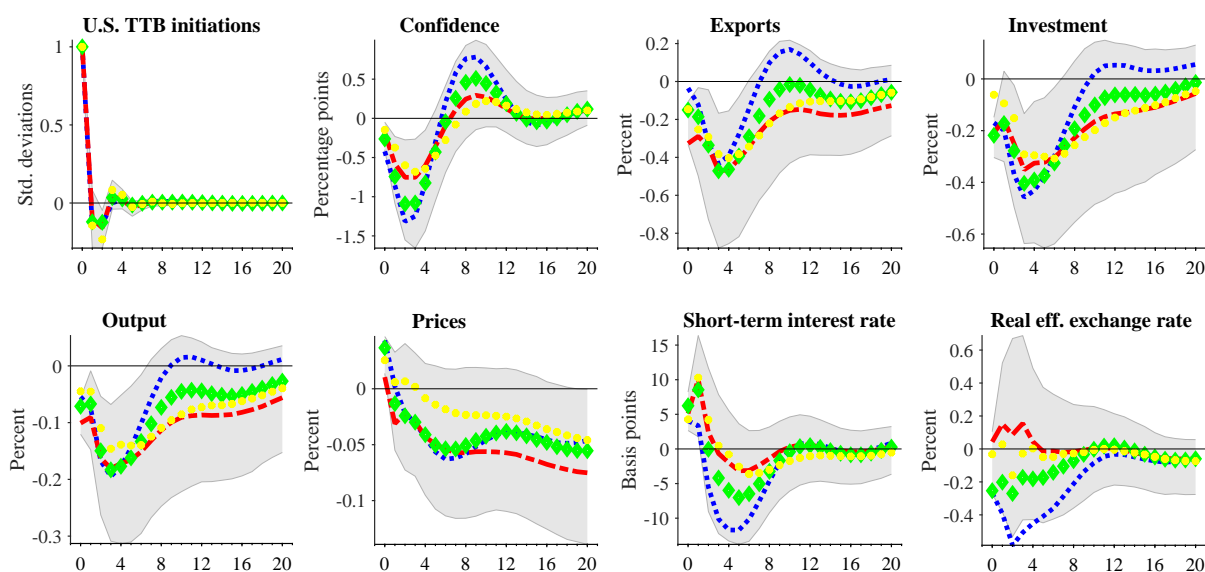 U.S. TTB initiations
Confidence
Exports
Investment
Std. deviations
1
0.5
0
0 4 8 12 16 20
Percentage points
0.5
0
-0.5
-1
-1.5
0 4 8 12 16 20
Percent
0.2
0
-0.2
-0.4
-0.6
-0.8
0 4 8 12 16 20
Percent
0
-0.2
-0.4
-0.6
0 4 8 12 16 20
Output
Prices
Short-term interest rate
Real eff. exchange rate
Percent
0
-0.1
-0.2
-0.3
0 4 8 12 16 20
Percent
0
-0.05
-0.1
0 4 8 12 16 20
Basis points
15
10
5
0
-5
-10
0 4 8 12 16 20
Percent
0.6
0.4
0.2
0
-0.2
-0.4
0 4 8 12 16 20